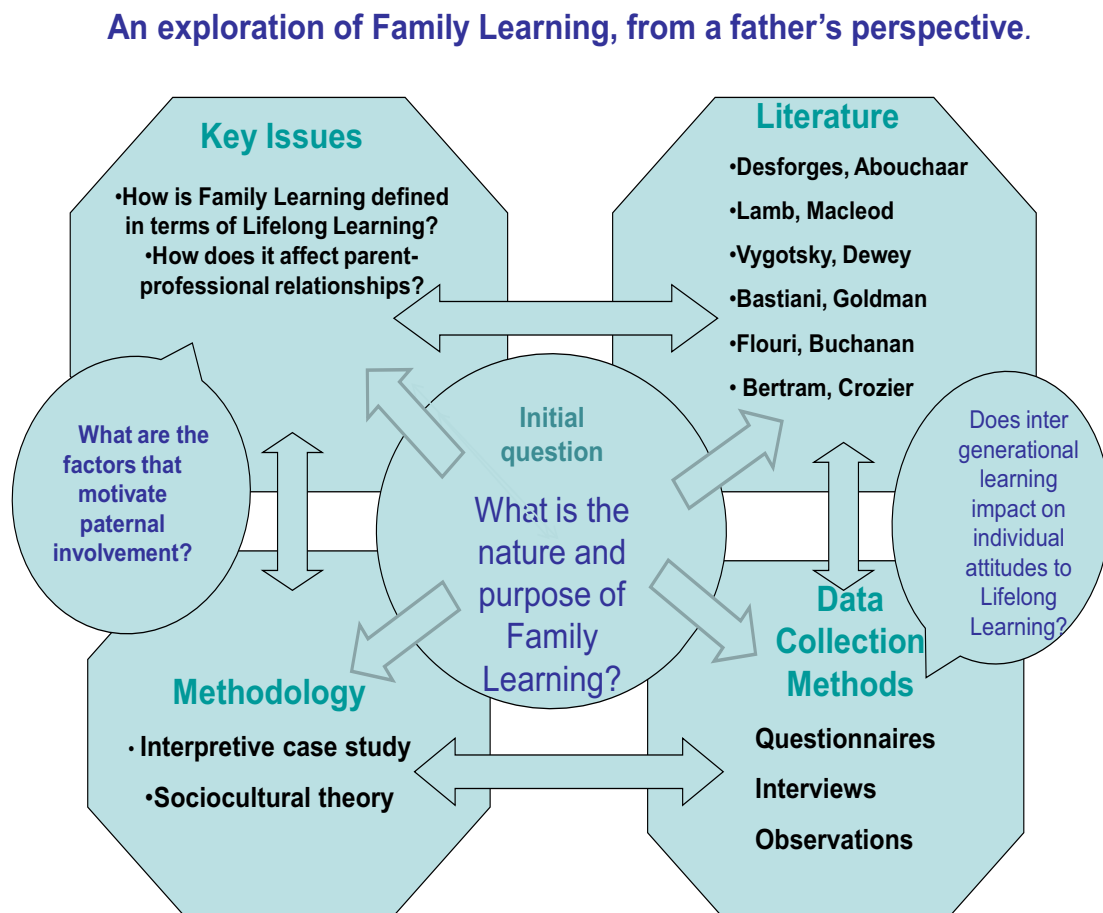 An exploration of Family Learning, from a father's perspective.
Key Issues
•How is Family Learning defined
in terms of Lifelong Learning?
•How does it affect parent-
professional relationships?
Literature
•Desforges, Abouchaar
•Lamb, Macleod
•Vygotsky, Dewey
•Bastiani, Goldman
•Flouri, Buchanan
• Bertram, Crozier
What are the
factors that
motivate
paternal
involvement?
Initial
question
What is the
nature and
purpose of
Family
Learning?
Does inter
generational
learning
impact on
individual
attitudes to
Lifelong
Learning?
Methodology
• Interpretive case study
•Sociocultural theory
Data
Collection
Methods
Questionnaires
Interviews
Observations